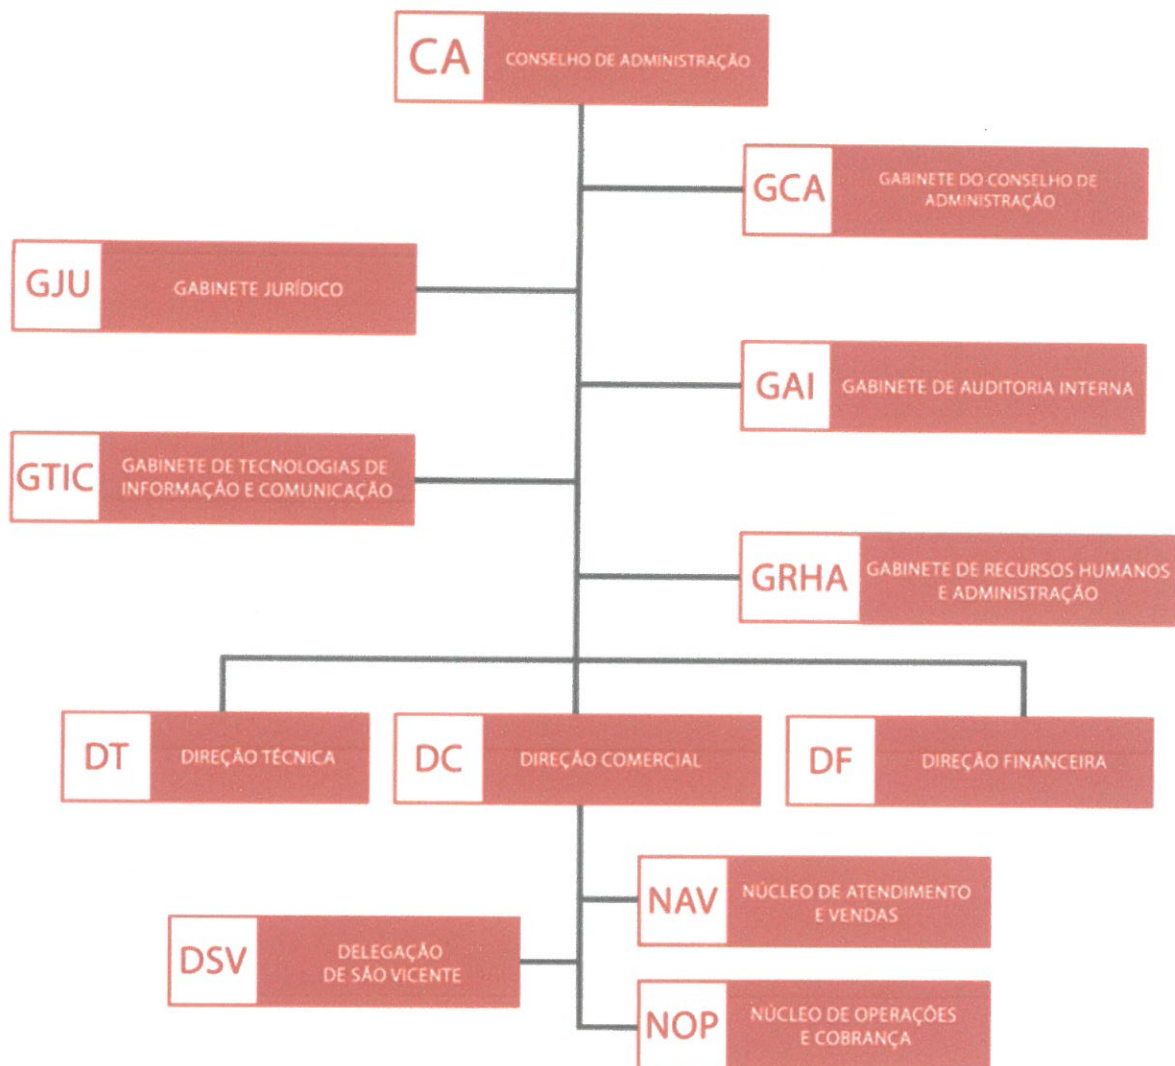 CA
CONSELHO DE ADMINISTRAÇÃO
GCA
GABINETE DO CONSELHO DE
ADMINISTRAÇÃO
GJU
GABINETE JURÍDICO
GAI
GABINETE DE AUDITORIA INTERNA
GTIC
GABINETE DE TECNOLOGIAS DE
INFORMAÇÃO E COMUNICAÇÃO
GRHA
GABINETE DE RECURSOS HUMANOS
E ADMINISTRAÇÃO
DT
DIREÇÃO TÉCNICA
DC
DIREÇÃO COMERCIAL
DF
DIREÇÃO FINANCEIRA
NAV
NÚCLEO DE ATENDIMENTO
E VENDAS
DSV
DELEGAÇÃO
DE SÃO VICENTE
NOP
NÚCLEO DE OPERAÇÕES
E COBRANÇA